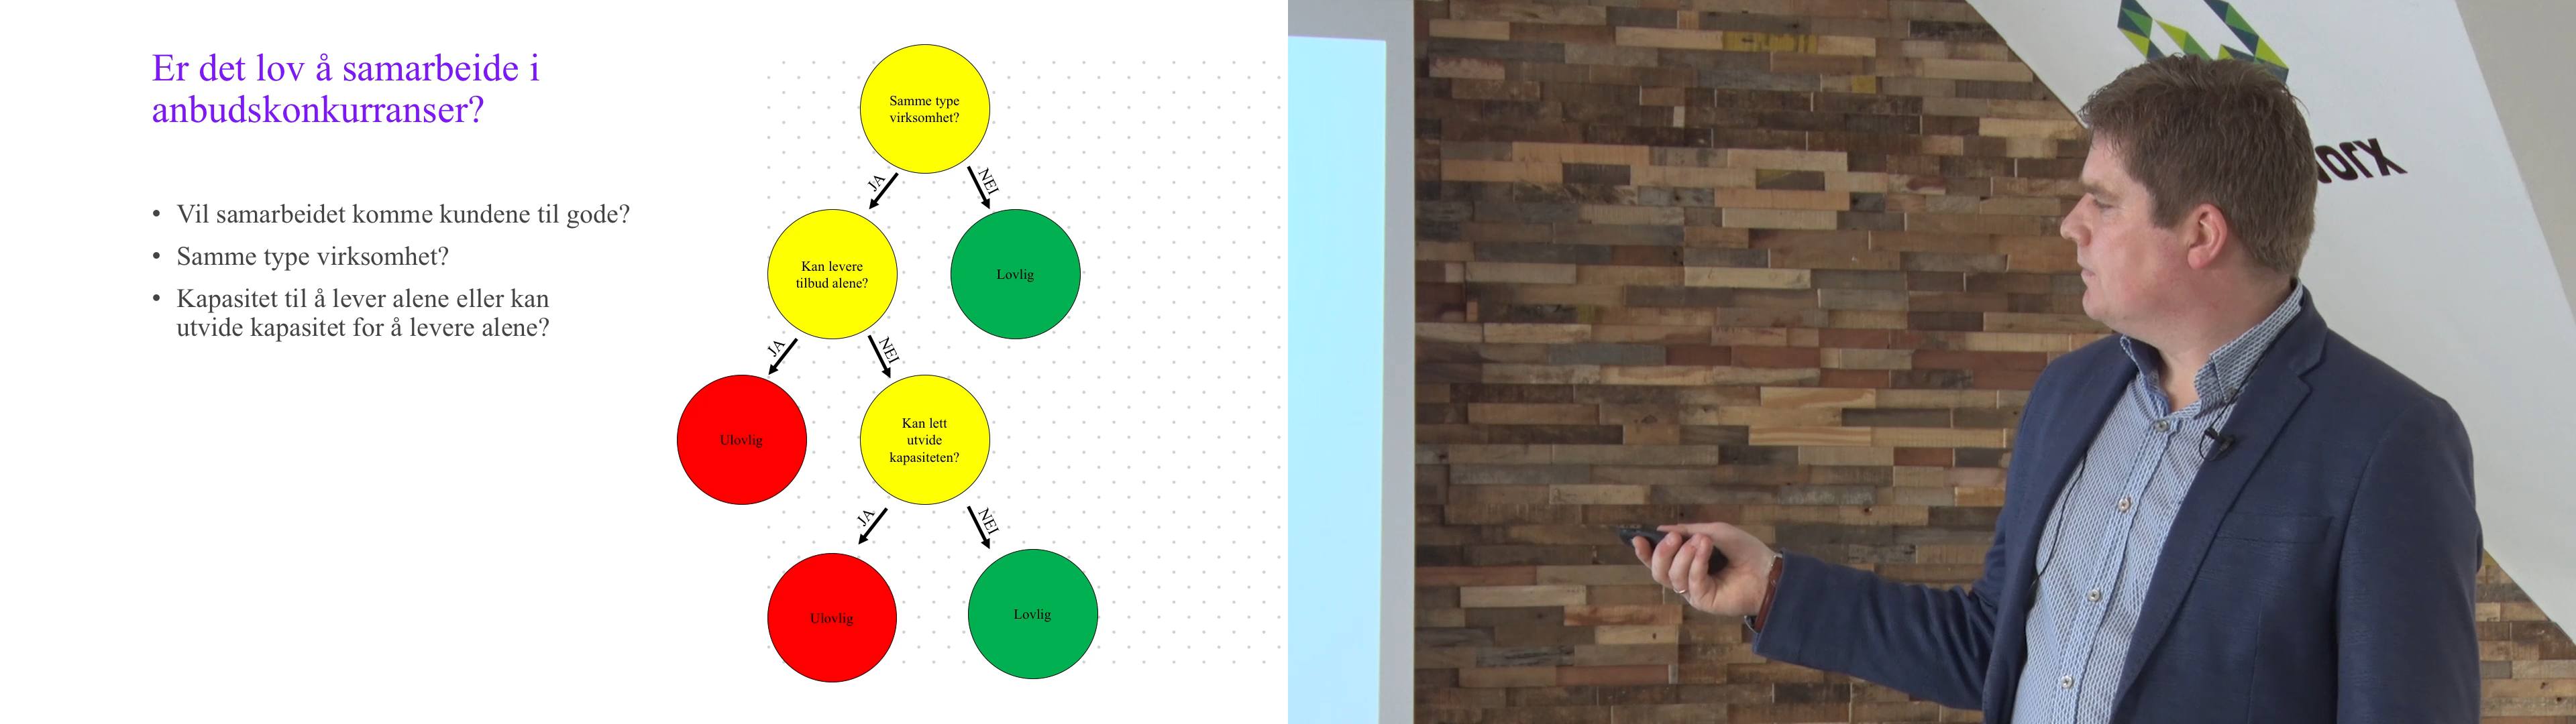 Er det lov å samarbeide i
anbudskonkurranser?
• Vil samarbeidet komme kundene til gode?
• Samme type virksomhet?
• Kapasitet til å lever alene eller kan
utvide kapasitet for å levere alene?
Samme type
virksomhet?
JA
NEI
Kan levere
tilbud alene?
Lovlig
JA
NEI
Ulovlig
Kan lett
utvide
kapasiteten?
JA
NEI
Ulovlig
Lovlig